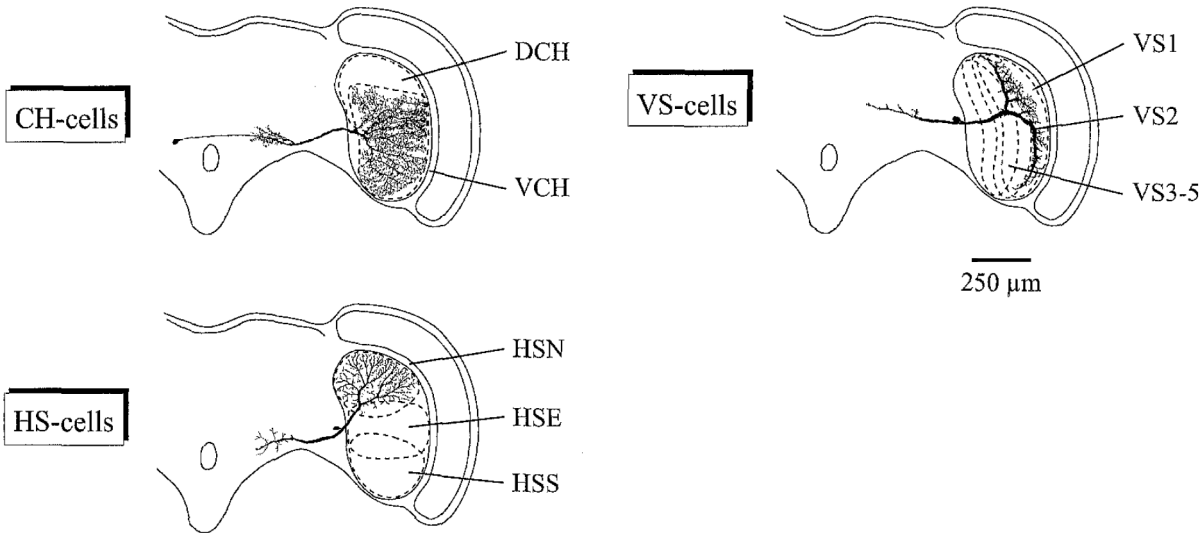 DCH
CH-cells
VCH
VS1
VS-cells
VS2
VS3-5
250 µm
HSN
HS-cells
HSE
HSS